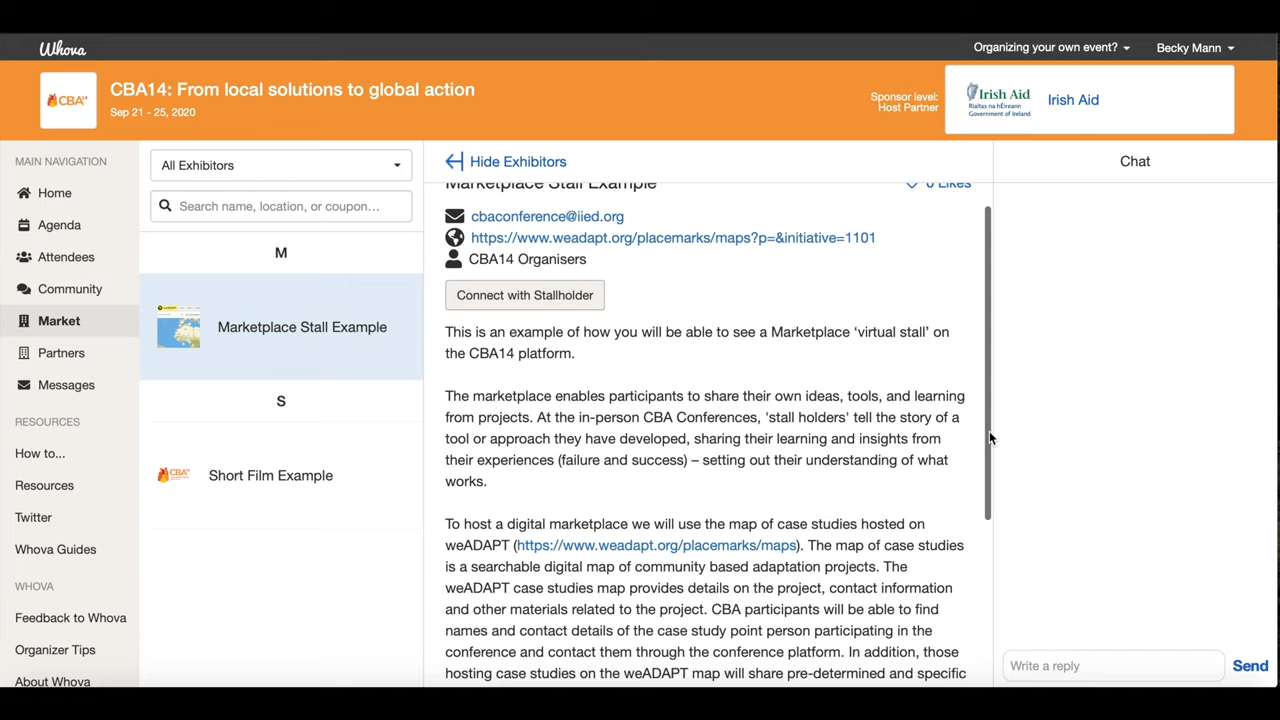 Whova
Organizing your own event?
Becky Mann
CBA14
CBA14: From local solutions to global action
Sep 21 - 25, 2020
Sponsor level:
Host Partner
Irish Aid
Rialtas na hÉireann
Government of Ireland
Irish Aid
MAIN NAVIGATION
Home
Agenda
Attendees
Community
Market
Partners
Messages
RESOURCES
How to...
Resources
Twitter
Whova Guides
WHOVA
Feedback to Whova
Organizer Tips
About Whova
All Exhibitors
Search name, location, or coupon...
M
Marketplace Stall Example
S
Short Film Example
Hide Exhibitors
Marketplace Stall Example
0 Likes
cbaconference@iied.org
https://www.weadapt.org/placemarks/maps?p=&initiative=1101
CBA14 Organisers
Connect with Stallholder
This is an example of how you will be able to see a Marketplace ‘virtual stall’ on
the CBA14 platform.
The marketplace enables participants to share their own ideas, tools, and learning
from projects. At the in-person CBA Conferences, 'stall holders' tell the story of a
tool or approach they have developed, sharing their learning and insights from
their experiences (failure and success) – setting out their understanding of what
works.
To host a digital marketplace we will use the map of case studies hosted on
weADAPT (https://www.weadapt.org/placemarks/maps). The map of case studies
is a searchable digital map of community based adaptation projects. The
weADAPT case studies map provides details on the project, contact information
and other materials related to the project. CBA participants will be able to find
names and contact details of the case study point person participating in the
conference and contact them through the conference platform. In addition, those
hosting case studies on the weADAPT map will share pre-determined and specific
Chat
Write a reply
Send